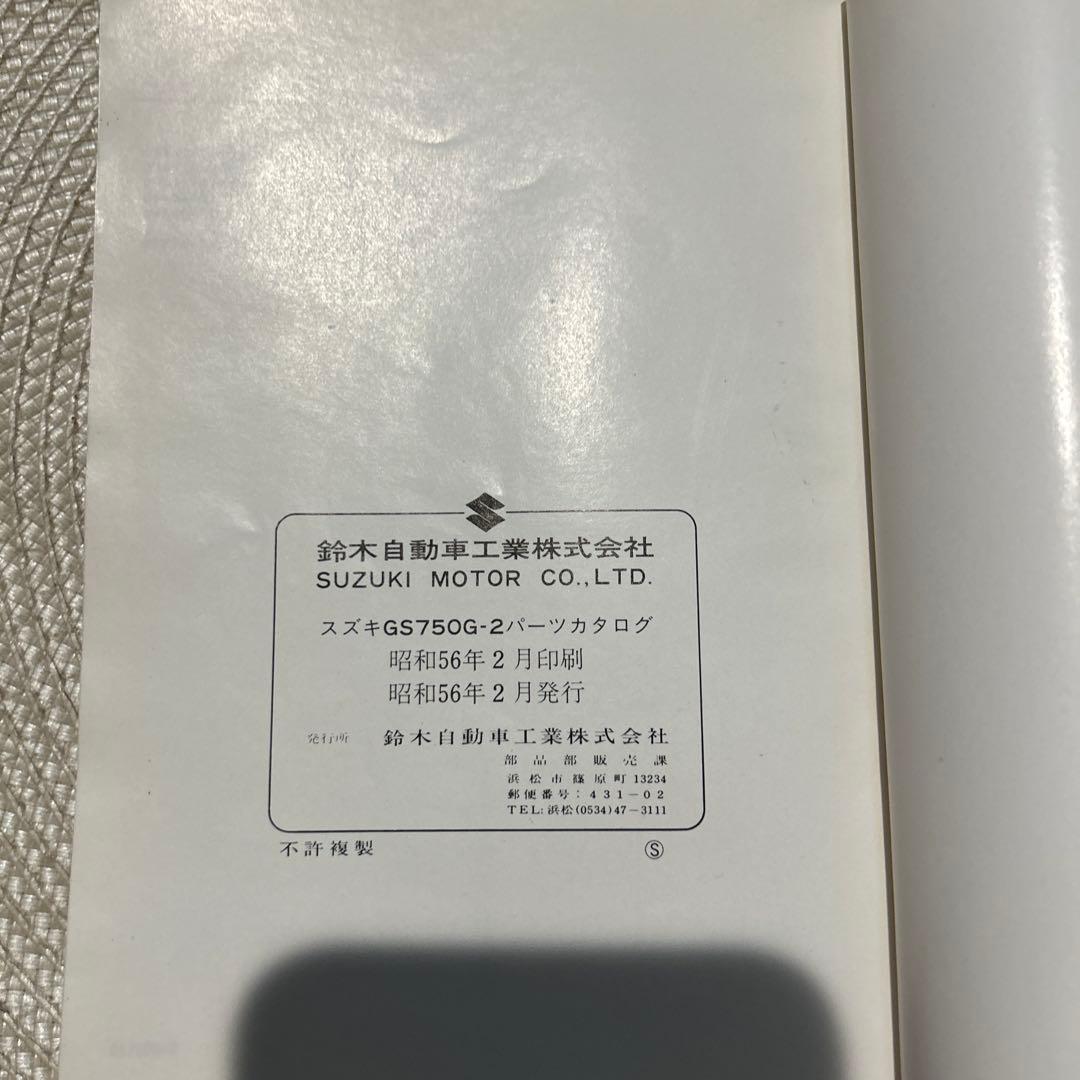 鈴木自動車工業株式会社
SUZUKI MOTOR CO.,LTD.
スズキGS750G-2パーツカタログ
昭和56年2月印刷
昭和56年2月発行
発行所 鈴木自動車工業株式会社
部品部販売課
浜松市篠原町13234
郵便番号:431-02
TEL:浜松(0534)47-3111
不許複製 Ⓢ